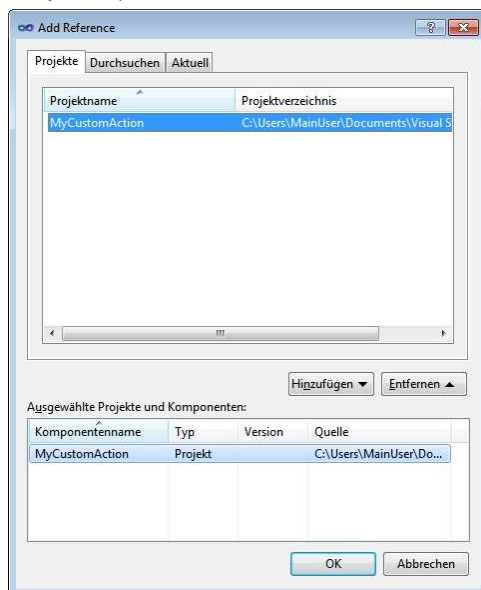 Add Reference
Projekte Durchsuchen Aktuell
Projektname Projektverzeichnis
MyCustomAction C:\Users\MainUser\Documents\Visual S
Hinzufügen Entfernen
Ausgewählte Projekte und Komponenten:
Komponentenname Typ Version Quelle
MyCustomAction Projekt C:\Users\MainUser\Do...
OK Abbrechen